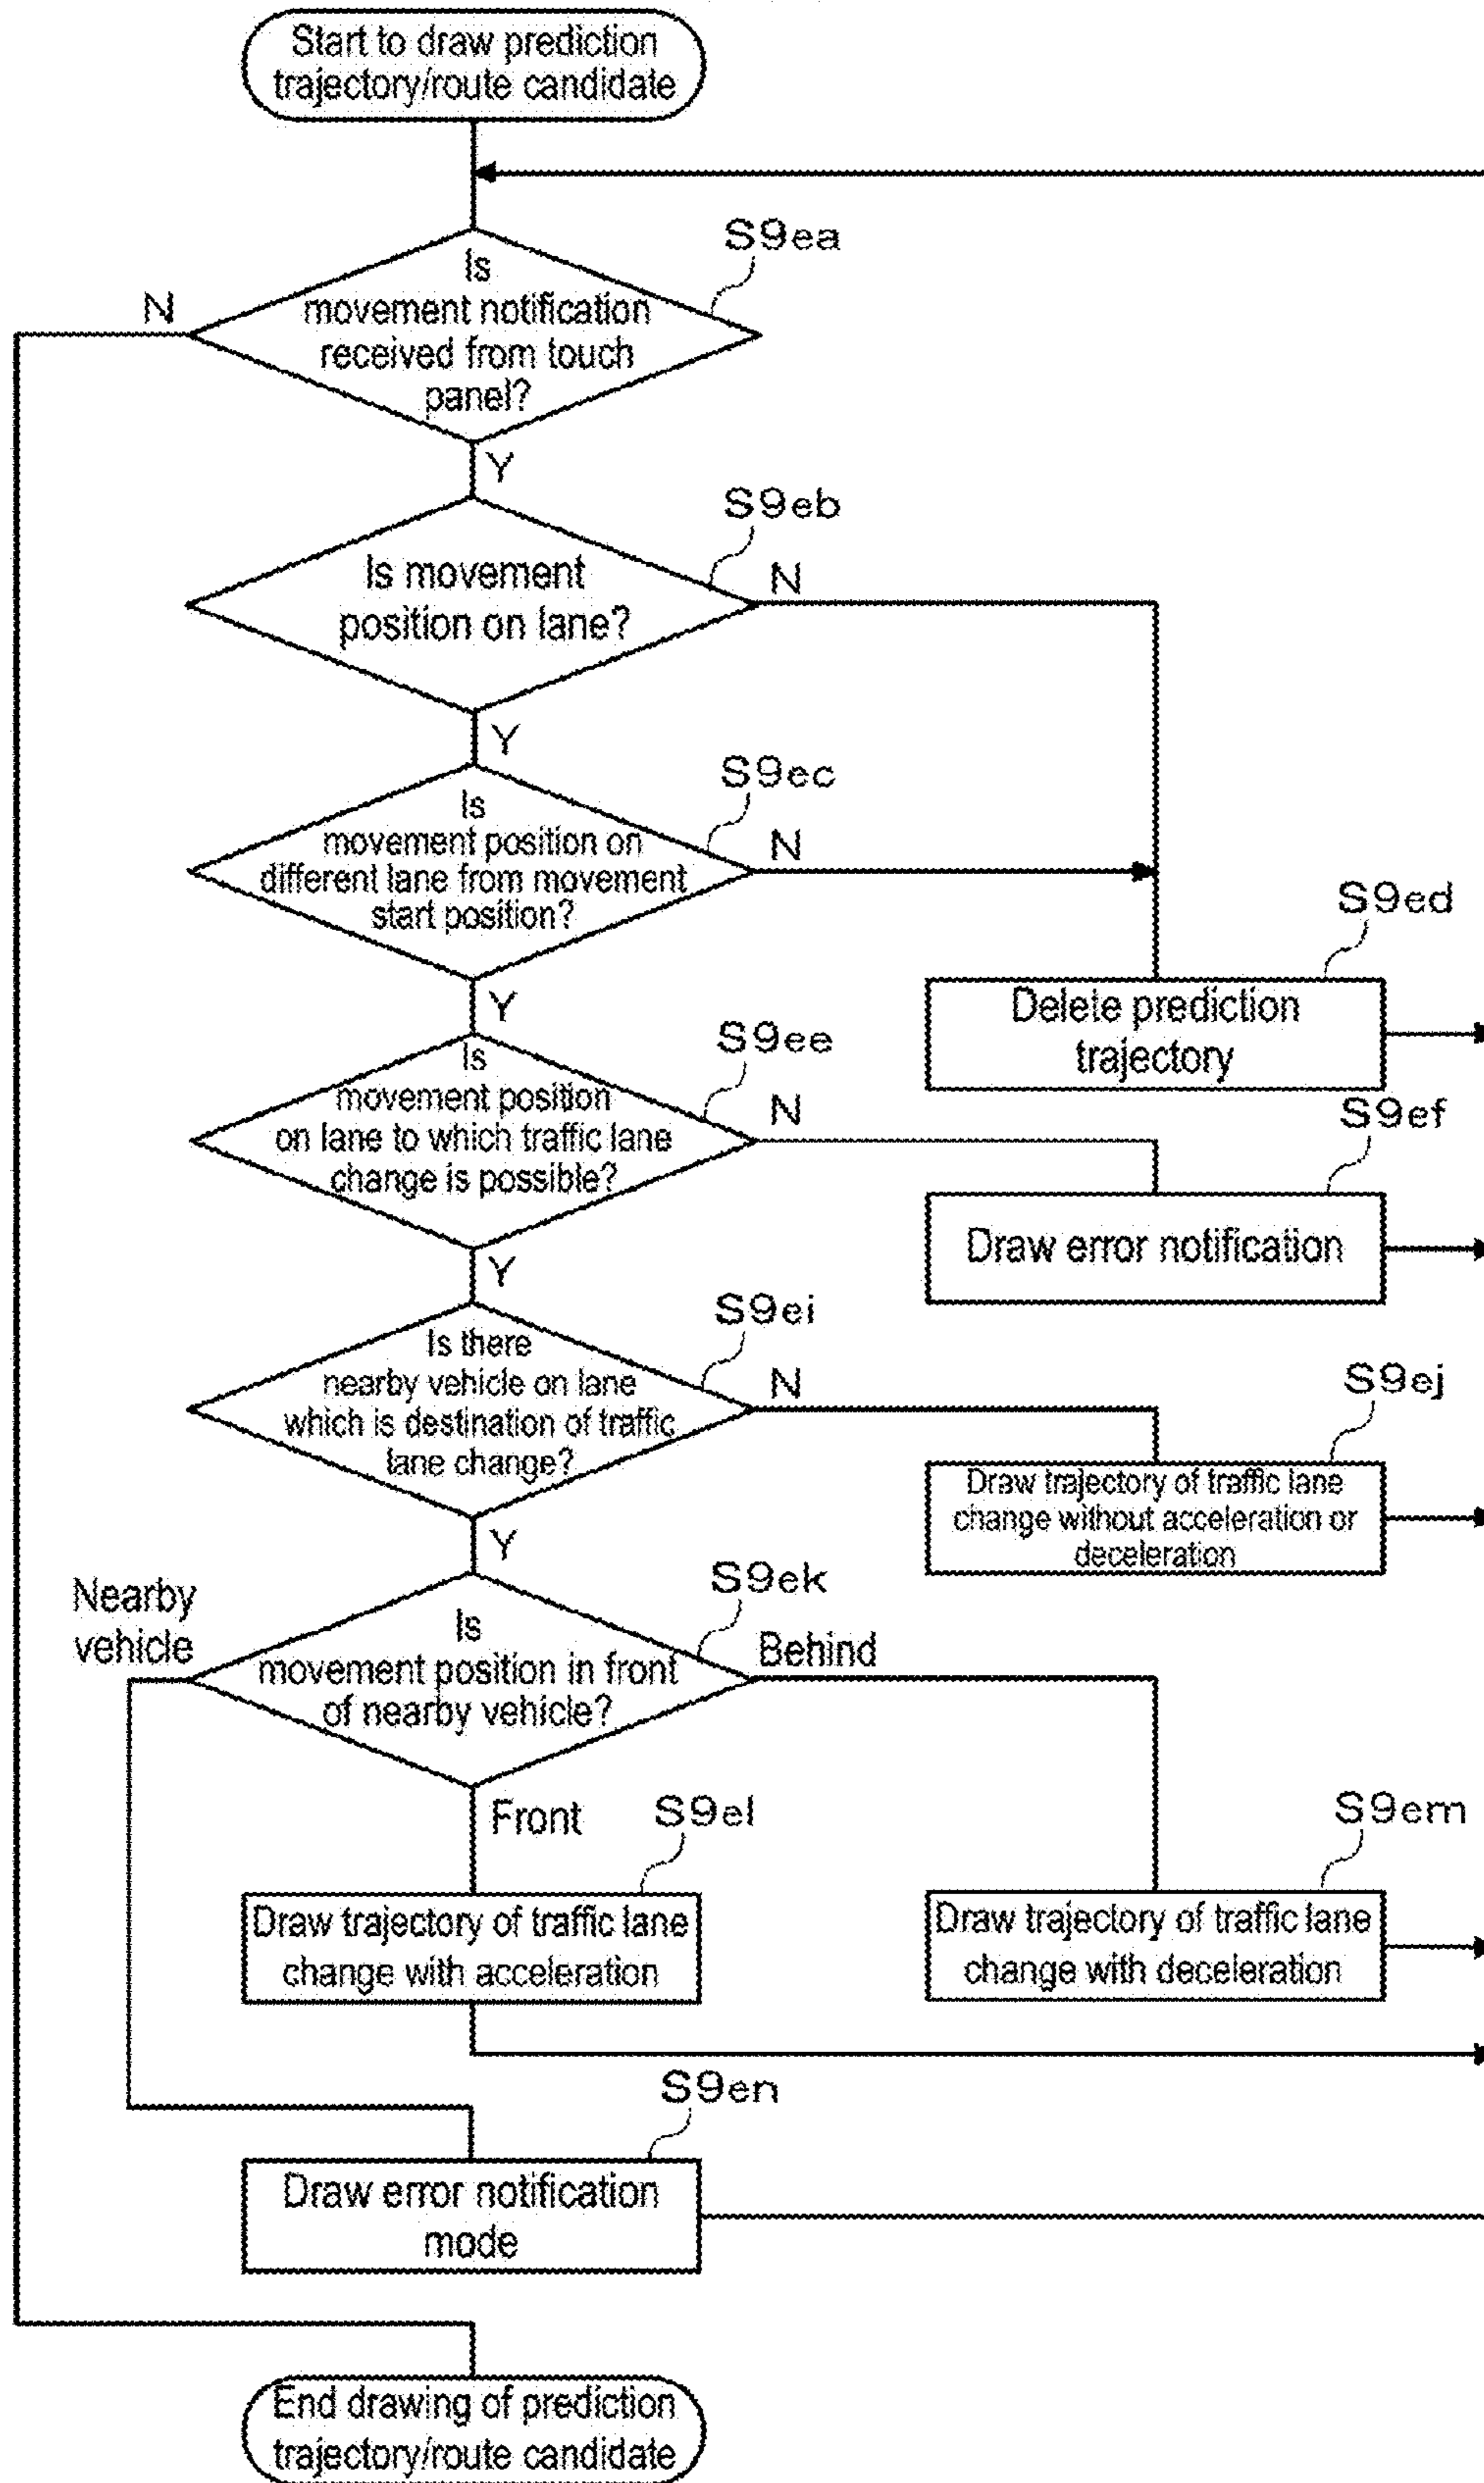 Start to draw prediction
trajectory/route candidate
S9ea
N
Is
movement notification
received from touch
panel?
Y
S9eb
Is movement
position on lane?
N
Y
S9ec
Is
movement position on
different lane from movement
start position?
N
S9ed
Delete prediction
trajectory
Y
S9ee
Is
movement position
on lane to which traffic lane
change is possible?
N
S9ef
Draw error notification
Y
S9ei
Is there
nearby vehicle on lane
which is destination of traffic
lane change?
N
S9ej
Draw trajectory of traffic lane
change without acceleration or
deceleration
Y
S9ek
Nearby
vehicle
Is
movement position in front
of nearby vehicle?
Behind
Front
S9el
Draw trajectory of traffic lane
change with acceleration
S9em
Draw trajectory of traffic lane
change with deceleration
S9en
Draw error notification
mode
End drawing of prediction
trajectory/route candidate